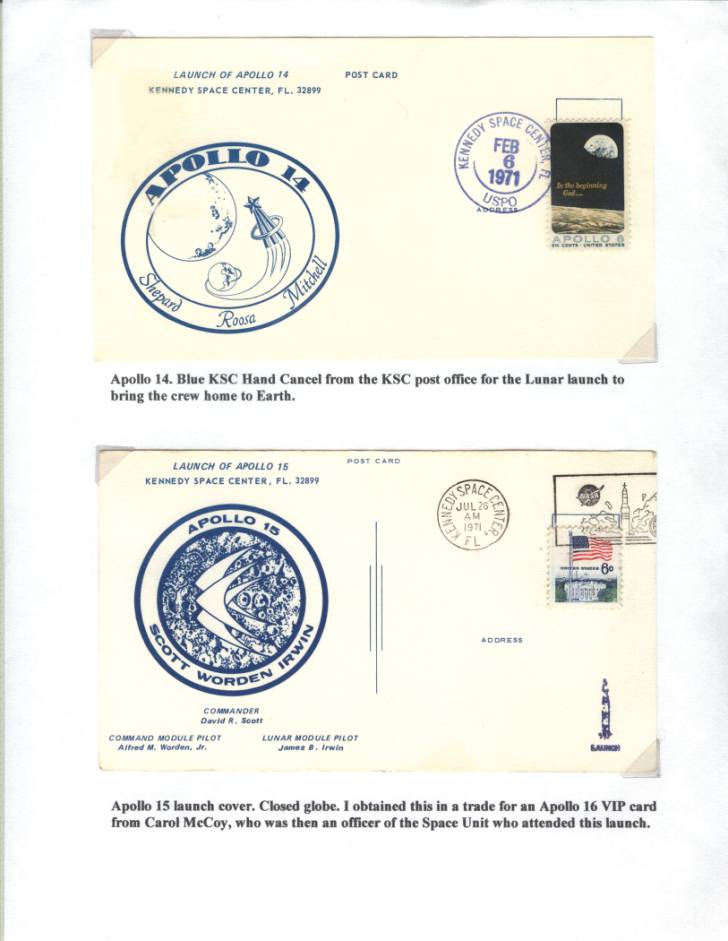 LAUNCH OF APOLLO 14
POST CARD
KENNEDY SPACE CENTER, FL. 32899
APOLLO 14
Shepard
Roosa
Mitchell
KENNEDY SPACE CENTER, FL
FEB
6
1971
USPO
ADDRESS
In the beginning
God...
APOLLO 8
SIX CENTS · UNITED STATES
Apollo 14. Blue KSC Hand Cancel from the KSC post office for the Lunar launch to
bring the crew home to Earth.
POST CARD
LAUNCH OF APOLLO 15
KENNEDY SPACE CENTER, FL. 32899
APOLLO 15
SCOTT WORDEN IRWIN
KENNEDY SPACE CENTER,
JUL 26
AM
1971
FL
NASA
UNITED STATES 6c
ADDRESS
COMMANDER
David R. Scott
COMMAND MODULE PILOT
Alfred M. Worden, Jr.
LUNAR MODULE PILOT
James B. Irwin
LAUNCH
Apollo 15 launch cover. Closed globe. I obtained this in a trade for an Apollo 16 VIP card
from Carol McCoy, who was then an officer of the Space Unit who attended this launch.